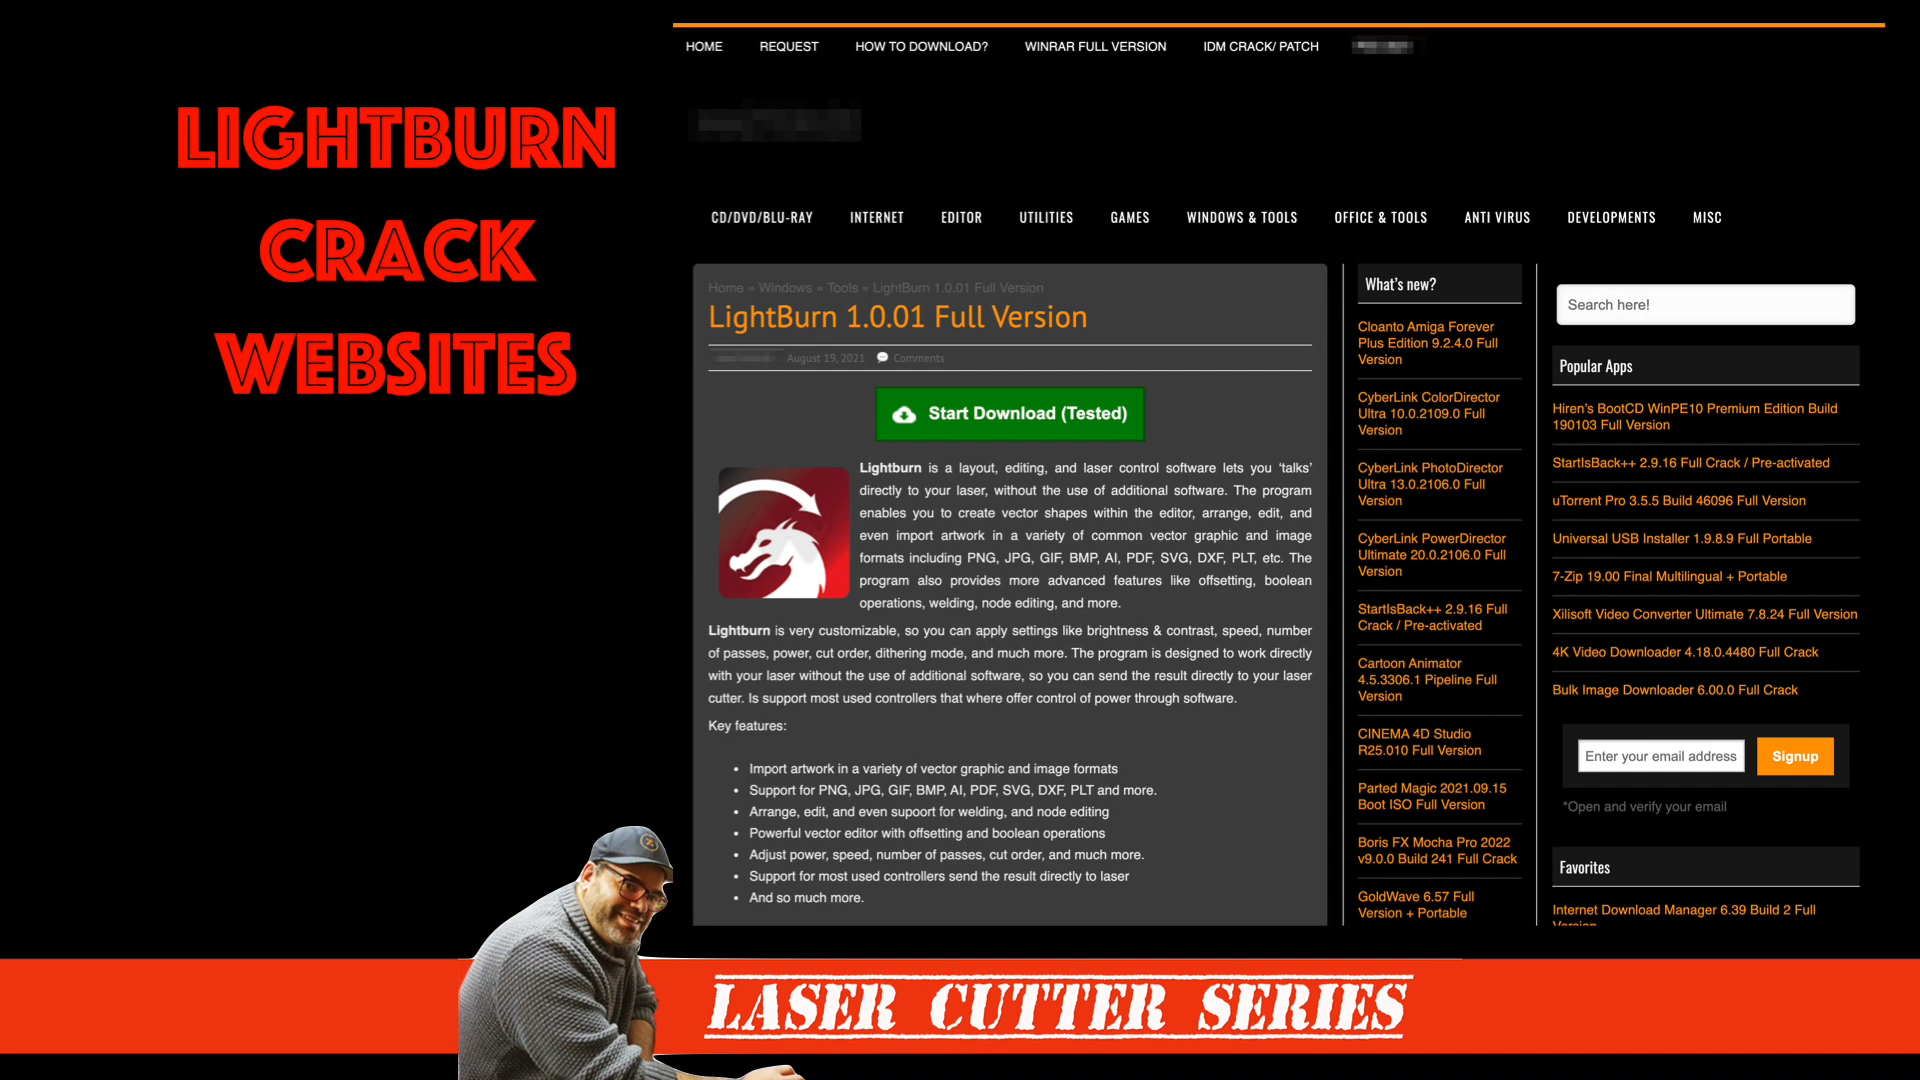 LIGHTBURN
CRACK
WEBSITES
HOME REQUEST HOW TO DOWNLOAD? WINRAR FULL VERSION IDM CRACK/ PATCH
CD/DVD/BLU-RAY INTERNET EDITOR UTILITIES GAMES WINDOWS & TOOLS OFFICE & TOOLS ANTI VIRUS DEVELOPMENTS MISC
Home » Windows » Tools » LightBurn 1.0.01 Full Version
LightBurn 1.0.01 Full Version
August 19, 2021 Comments
Start Download (Tested)
Lightburn is a layout, editing, and laser control software lets you ‘talks’
directly to your laser, without the use of additional software. The program
enables you to create vector shapes within the editor, arrange, edit, and
even import artwork in a variety of common vector graphic and image
formats including PNG, JPG, GIF, BMP, AI, PDF, SVG, DXF, PLT, etc. The
program also provides more advanced features like offsetting, boolean
operations, welding, node editing, and more.
Lightburn is very customizable, so you can apply settings like brightness & contrast, speed, number
of passes, power, cut order, dithering mode, and much more. The program is designed to work directly
with your laser without the use of additional software, so you can send the result directly to your laser
cutter. Is support most used controllers that where offer control of power through software.
Key features:
• Import artwork in a variety of vector graphic and image formats
• Support for PNG, JPG, GIF, BMP, AI, PDF, SVG, DXF, PLT and more.
• Arrange, edit, and even supoort for welding, and node editing
• Powerful vector editor with offsetting and boolean operations
• Adjust power, speed, number of passes, cut order, and much more.
• Support for most used controllers send the result directly to laser
• And so much more.
What's new?
Cloanto Amiga Forever
Plus Edition 9.2.4.0 Full
Version
CyberLink ColorDirector
Ultra 10.0.2109.0 Full
Version
CyberLink PhotoDirector
Ultra 13.0.2106.0 Full
Version
CyberLink PowerDirector
Ultimate 20.0.2106.0 Full
Version
StartIsBack++ 2.9.16 Full
Crack / Pre-activated
Cartoon Animator
4.5.3306.1 Pipeline Full
Version
CINEMA 4D Studio
R25.010 Full Version
Parted Magic 2021.09.15
Boot ISO Full Version
Boris FX Mocha Pro 2022
v9.0.0 Build 241 Full Crack
GoldWave 6.57 Full
Version + Portable
Search here!
Popular Apps
Hiren's BootCD WinPE10 Premium Edition Build
190103 Full Version
StartIsBack++ 2.9.16 Full Crack / Pre-activated
uTorrent Pro 3.5.5 Build 46096 Full Version
Universal USB Installer 1.9.8.9 Full Portable
7-Zip 19.00 Final Multilingual + Portable
Xilisoft Video Converter Ultimate 7.8.24 Full Version
4K Video Downloader 4.18.0.4480 Full Crack
Bulk Image Downloader 6.00.0 Full Crack
Enter your email address Signup
*Open and verify your email
Favorites
Internet Download Manager 6.39 Build 2 Full
Version
LASER CUTTER SERIES